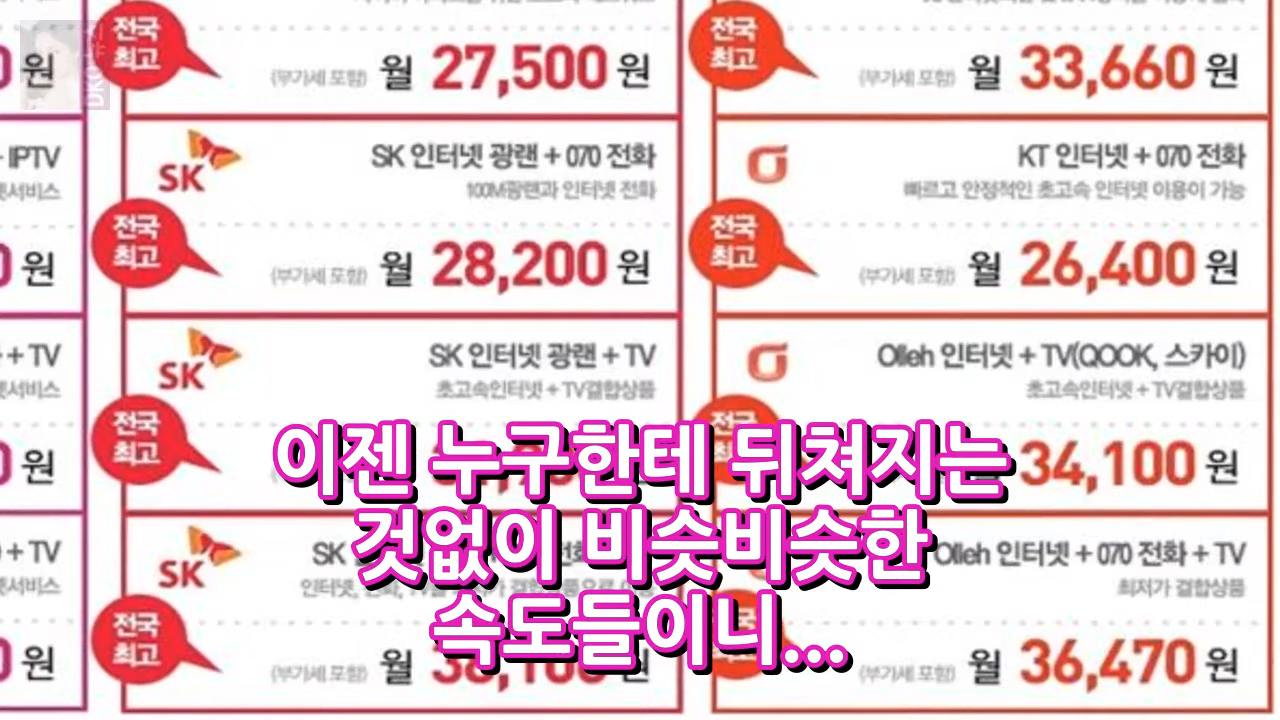 전국
최고
(부가세 포함) 월 27,500 원
전국
최고
(부가세 포함) 월 33,660 원
원
IPTV
원
SK
SK 인터넷 광랜 + 070 전화
100M광랜과 인터넷 전화
전국
최고
(부가세 포함) 월 28,200 원
KT 인터넷 + 070 전화
빠르고 안정적인 초고속 인터넷 이용이 가능
전국
최고
(부가세 포함) 월 26,400 원
+ TV
원
SK
SK 인터넷 광랜 + TV
초고속인터넷 + TV결합상품
전국
최고
Olleh 인터넷 + TV(QOOK, 스카이)
초고속인터넷 + TV결합상품
34,100 원
이젠 누구한테 뒤쳐지는
것없이 비슷비슷한
속도들이니...
+ TV
원
SK
SK
전국
최고
(부가세 포함) 월
원
Olleh 인터넷 + 070 전화 + TV
최저가 결합상품
(부가세 포함) 월 36,470 원